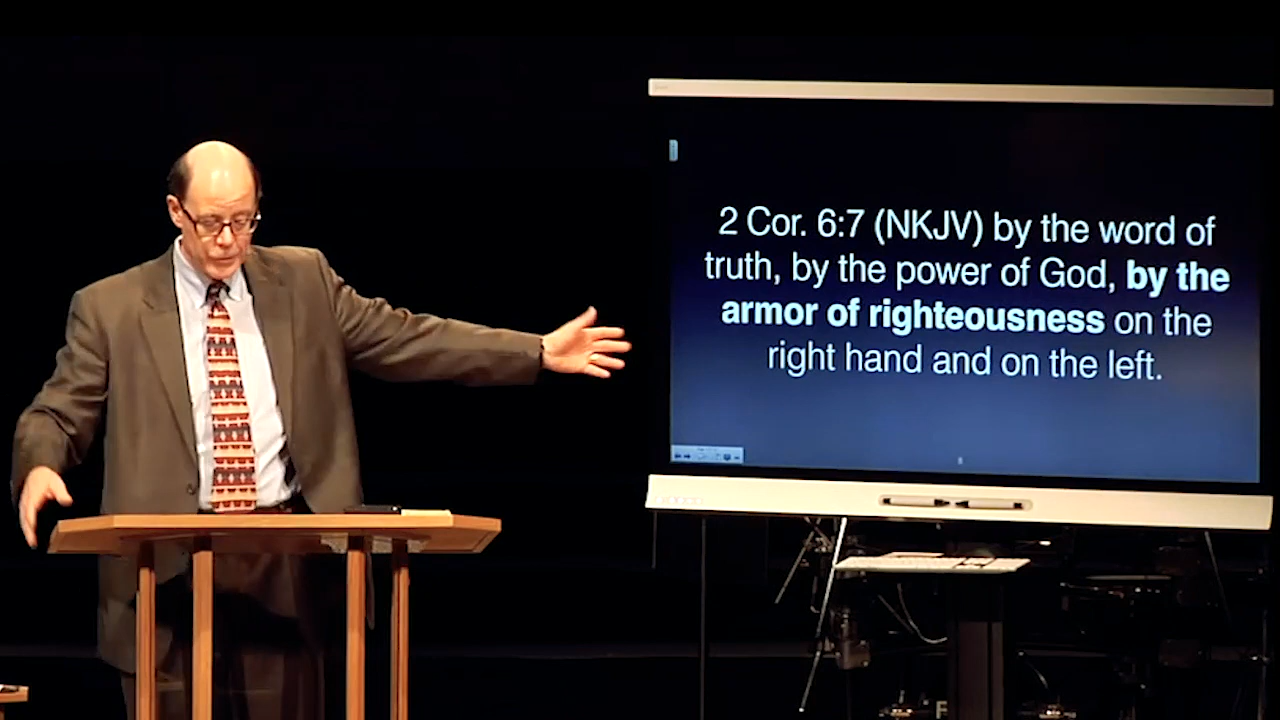 2 Cor. 6:7 (NKJV) by the word of
truth, by the power of God, by the
armor of righteousness on the
right hand and on the left.